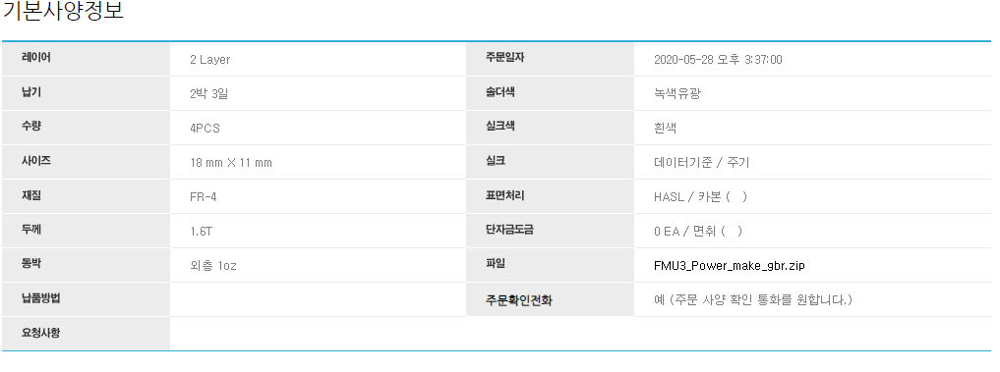 기본사양정보
레이어 2 Layer 주문일자 2020-05-28 오후 3:37:00
납기 2박 3일 솔더색 녹색유광
수량 4PCS 실크색 흰색
사이즈 18 mm X 11 mm 실크 데이터기준 / 주기
재질 FR-4 표면처리 HASL / 카본 ( )
두께 1.6T 단자금도금 0 EA / 면취 ( )
동박 외층 1oz 파일 FMU3_Power_make_gbr.zip
납품방법 주문확인전화 예 (주문 사양 확인 통화를 원합니다.)
요청사항